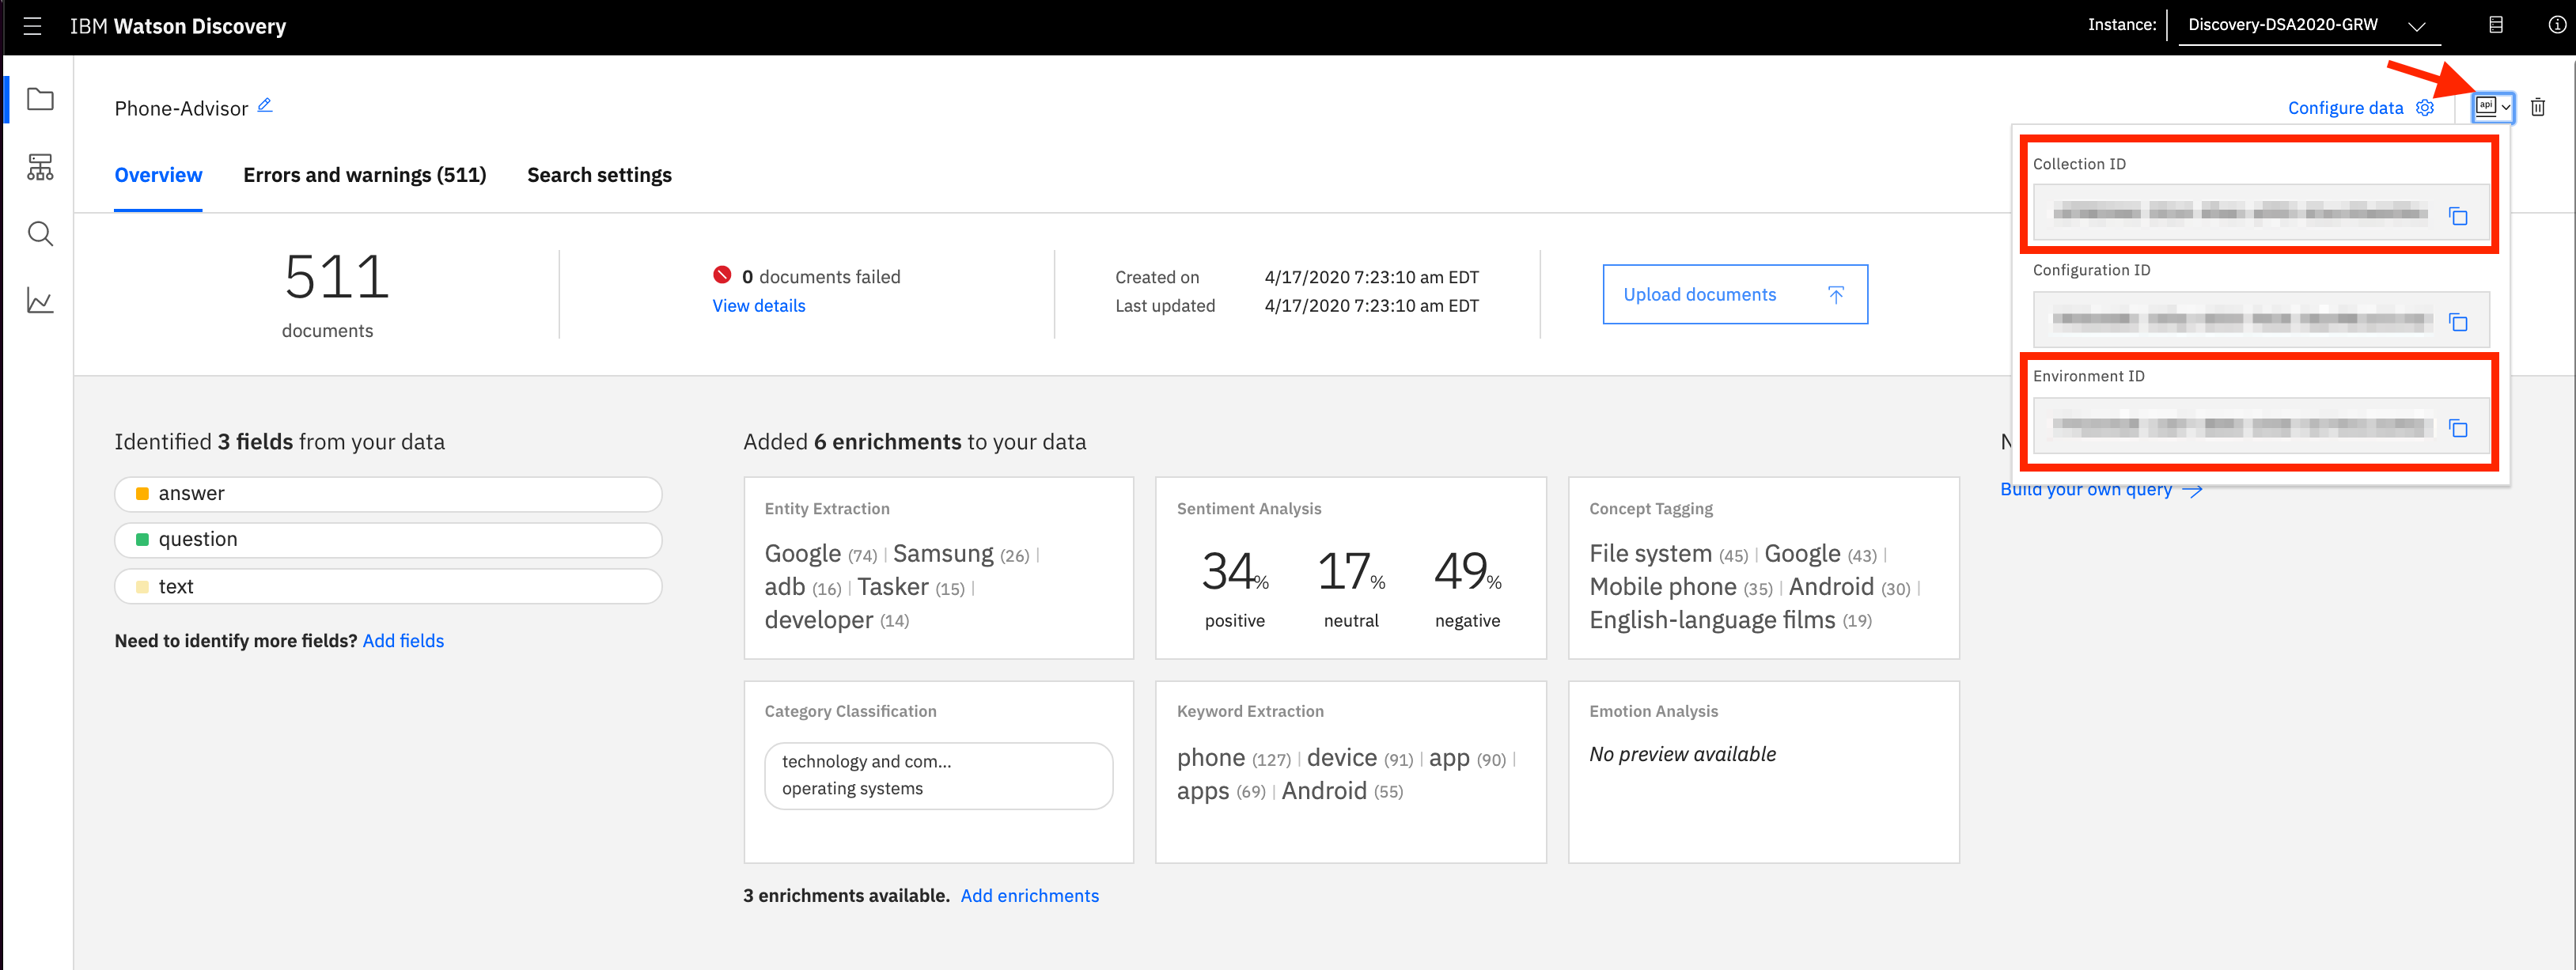 IBM Watson Discovery
Instance:
Discovery-DSA2020-GRW
Phone-Advisor
Configure data
api
Overview
Errors and warnings (511)
Search settings
Collection ID
Configuration ID
Environment ID
511
documents
0 documents failed
View details
Created on 4/17/2020 7:23:10 am EDT
Last updated 4/17/2020 7:23:10 am EDT
Upload documents
Identified 3 fields from your data
answer
question
text
Need to identify more fields? Add fields
Added 6 enrichments to your data
Entity Extraction
Google (74) | Samsung (26) |
adb (16) | Tasker (15) |
developer (14)
Sentiment Analysis
34% 17% 49%
positive neutral negative
Concept Tagging
File system (45) | Google (43) |
Mobile phone (35) | Android (30) |
English-language films (19)
Category Classification
technology and com...
operating systems
Keyword Extraction
phone (127) | device (91) | app (90) |
apps (69) | Android (55)
Emotion Analysis
No preview available
3 enrichments available. Add enrichments
Build your own query